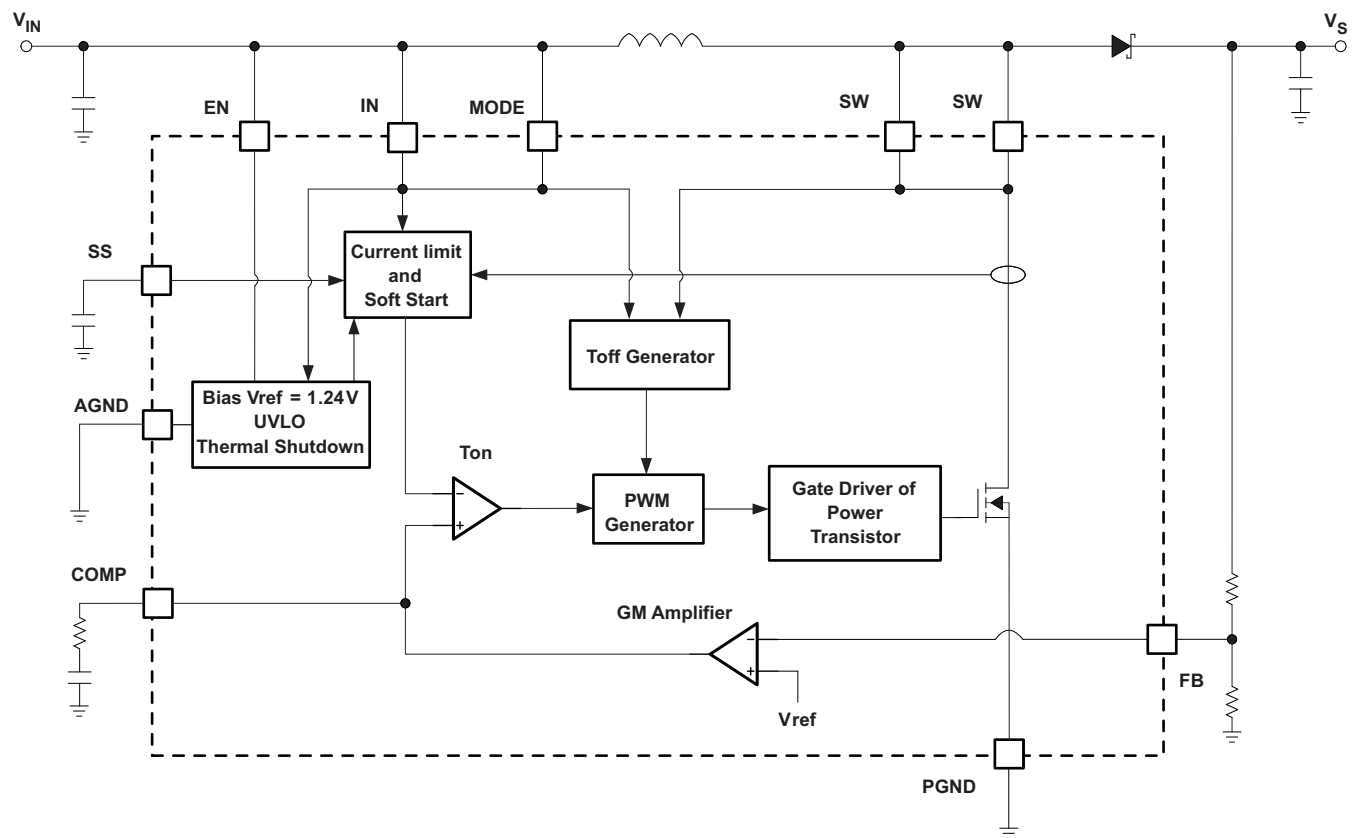 VIN
VS
EN
IN
MODE
SW
SW
SS
Current limit
and
Soft Start
Toff Generator
AGND
Bias Vref = 1.24V
UVLO
Thermal Shutdown
Ton
−
+
PWM
Generator
Gate Driver of
Power
Transistor
COMP
GM Amplifier
−
+
Vref
FB
PGND